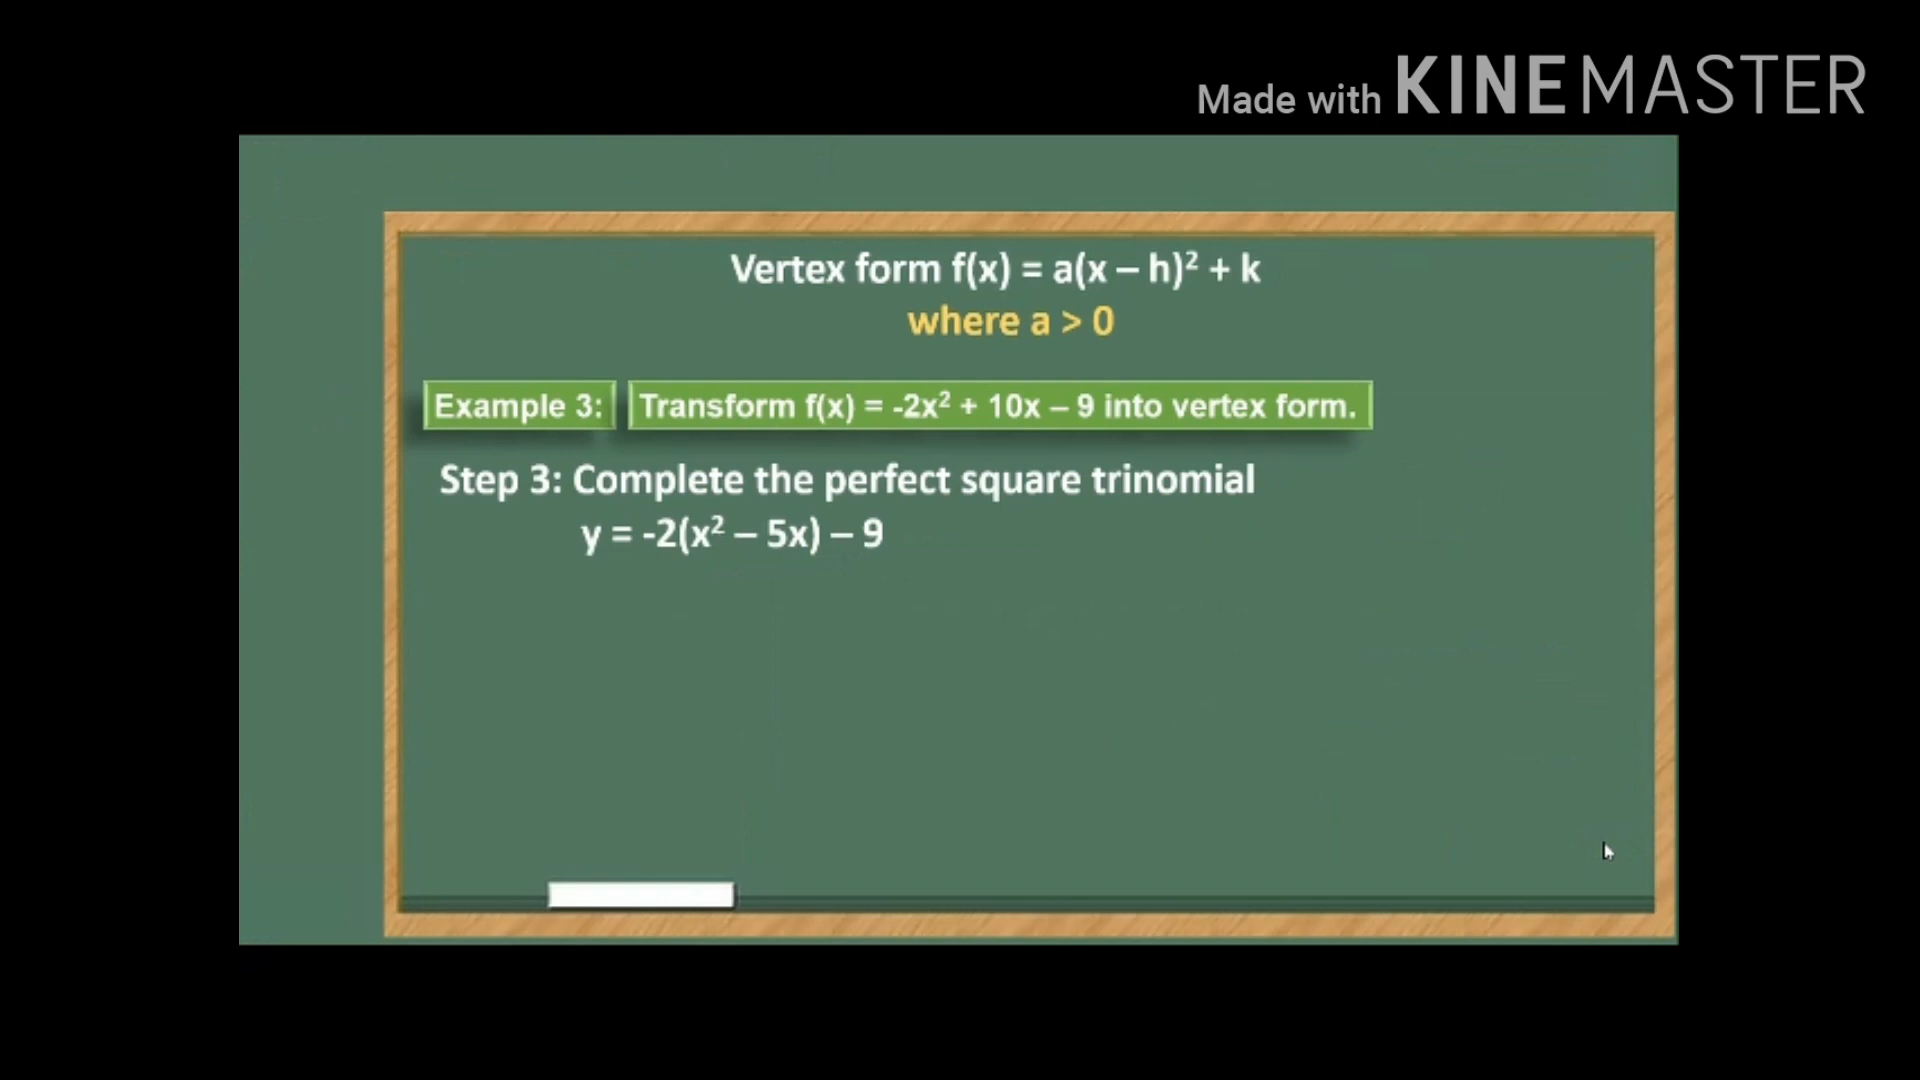 Made with KINEMASTER
Vertex form f(x) = a(x – h)² + k
where a > 0
Example 3: Transform f(x) = -2x² + 10x – 9 into vertex form.
Step 3: Complete the perfect square trinomial
y = -2(x² – 5x) – 9